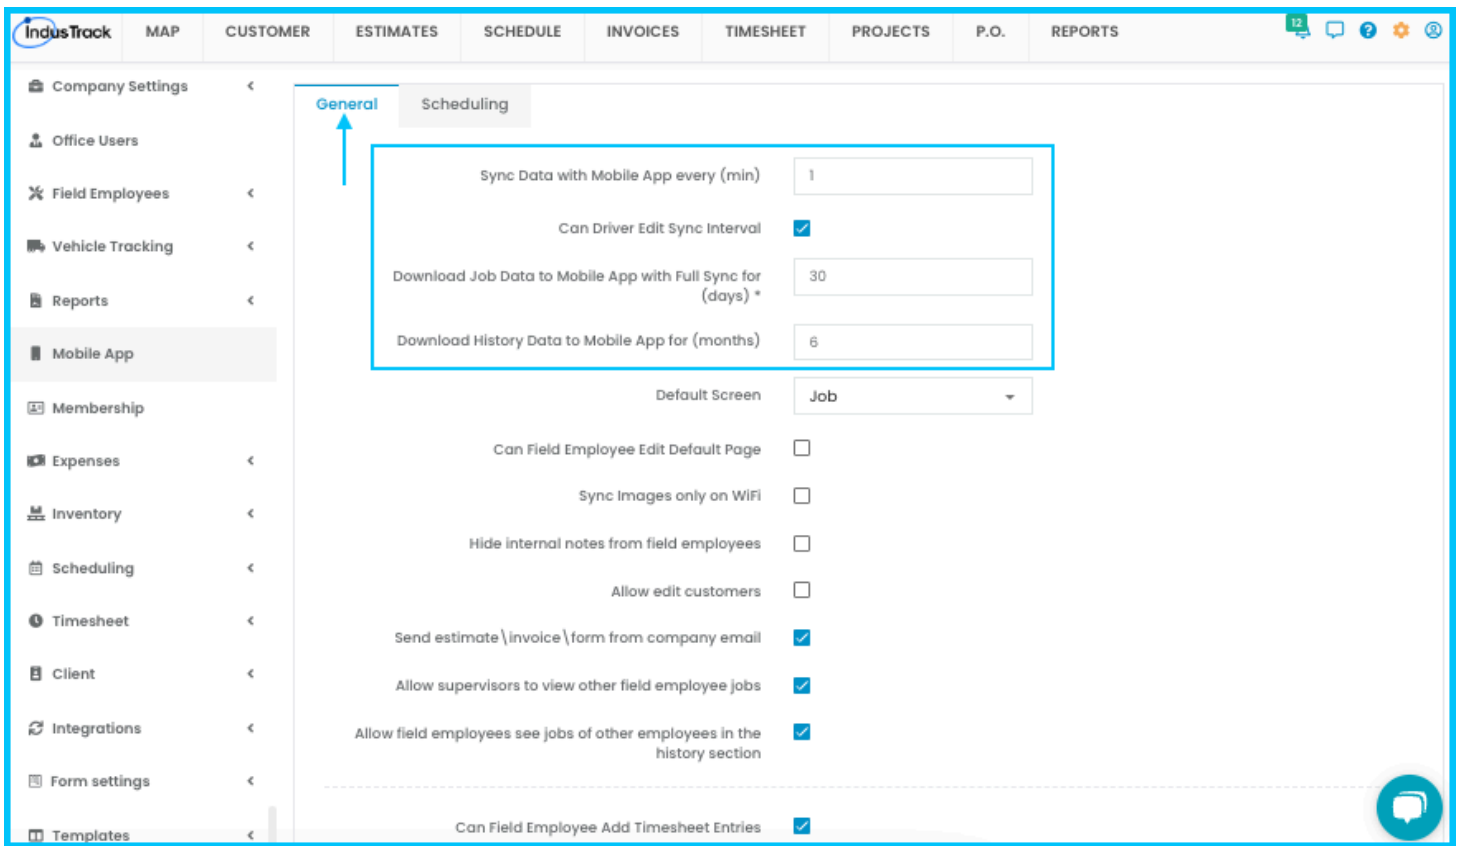 IndusTrack
MAP
CUSTOMER
ESTIMATES
SCHEDULE
INVOICES
TIMESHEET
PROJECTS
P.O.
REPORTS
12
Company Settings
Office Users
Field Employees
Vehicle Tracking
Reports
Mobile App
Membership
Expenses
Inventory
Scheduling
Timesheet
Client
Integrations
Form settings
Templates
General
Scheduling
Sync Data with Mobile App every (min)
1
Can Driver Edit Sync Interval
Download Job Data to Mobile App with Full Sync for
(days) *
30
Download History Data to Mobile App for (months)
6
Default Screen
Job
Can Field Employee Edit Default Page
Sync Images only on WiFi
Hide internal notes from field employees
Allow edit customers
Send estimate\invoice\form from company email
Allow supervisors to view other field employee jobs
Allow field employees see jobs of other employees in the
history section
Can Field Employee Add Timesheet Entries